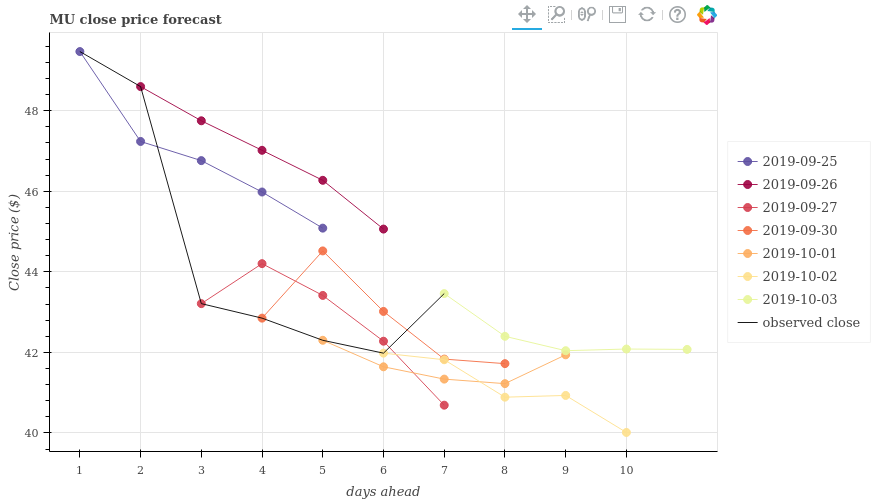 MU close price forecast
48
46
44
42
40
Close price ($)
1 2 3 4 5 6 7 8 9 10
days ahead
2019-09-25
2019-09-26
2019-09-27
2019-09-30
2019-10-01
2019-10-02
2019-10-03
observed close